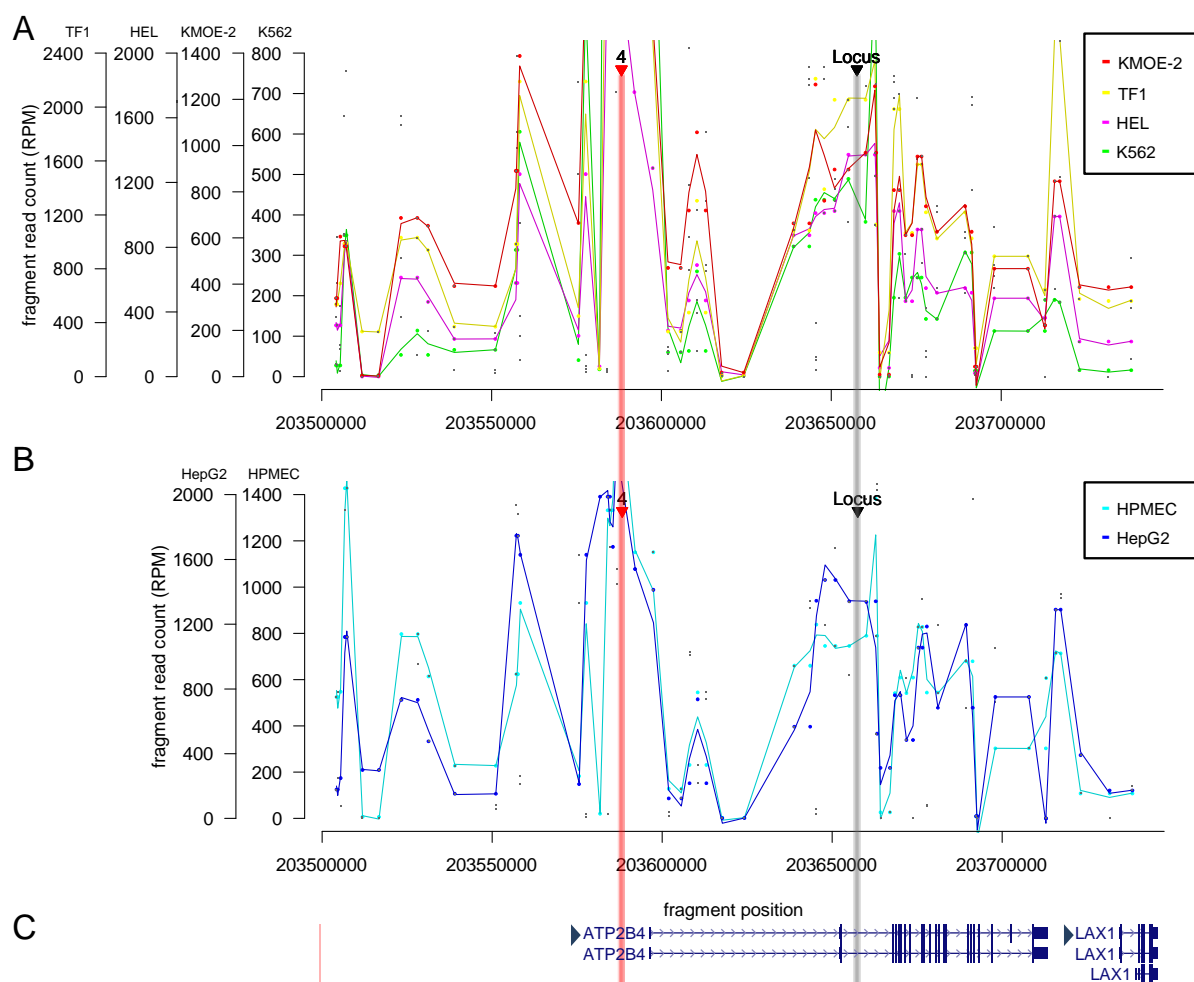 A
TF1 HEL KMOE-2 K562
2400 2000 1400 800
700
2000 1600 1200 600
1600 1000 500
1200 1200 800 400
800 800 600 300
400 400 400 200
200 100
0 0 0 0
fragment read count (RPM)
4 Locus
KMOE-2
TF1
HEL
K562
203500000 203550000 203600000 203650000 203700000
B
HepG2 HPMEC
2000 1400
1600 1200
1000
1200 800
800 600
400 400
200
0 0
fragment read count (RPM)
4 Locus
HPMEC
HepG2
203500000 203550000 203600000 203650000 203700000
fragment position
C
ATP2B4 LAX1
ATP2B4 LAX1
LAX1